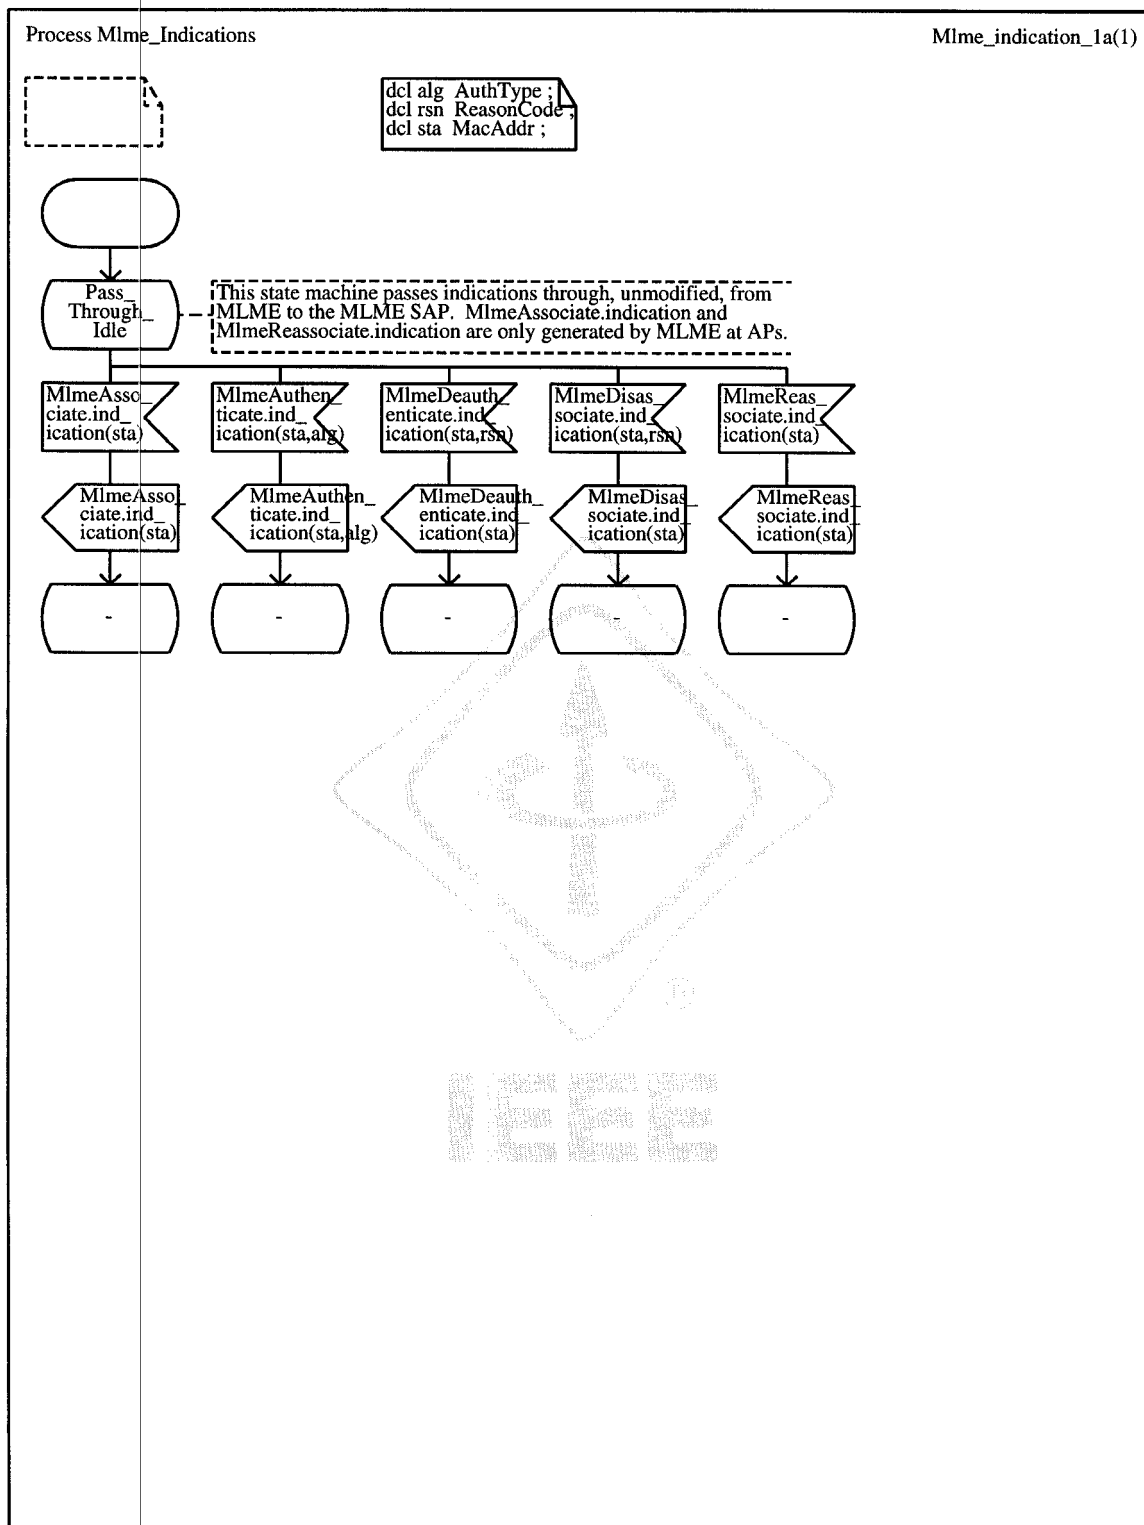 Process Mlme_Indications
Mlme_indication_1a(1)
dcl alg AuthType ;
dcl rsn ReasonCode ;
dcl sta MacAddr ;
Pass_
Through_
Idle
This state machine passes indications through, unmodified, from
MLME to the MLME SAP. MlmeAssociate.indication and
MlmeReassociate.indication are only generated by MLME at APs.
MlmeAsso_
ciate.ind_
ication(sta)
MlmeAuthen_
ticate.ind_
ication(sta,alg)
MlmeDeauth_
enticate.ind_
ication(sta,rsn)
MlmeDisas_
sociate.ind_
ication(sta,rsn)
MlmeReas_
sociate.ind_
ication(sta)
MlmeAsso_
ciate.ind_
ication(sta)
MlmeAuthen_
ticate.ind_
ication(sta,alg)
MlmeDeauth_
enticate.ind_
ication(sta)
MlmeDisas_
sociate.ind_
ication(sta)
MlmeReas_
sociate.ind_
ication(sta)
-
-
-
-
-
®
IEEE